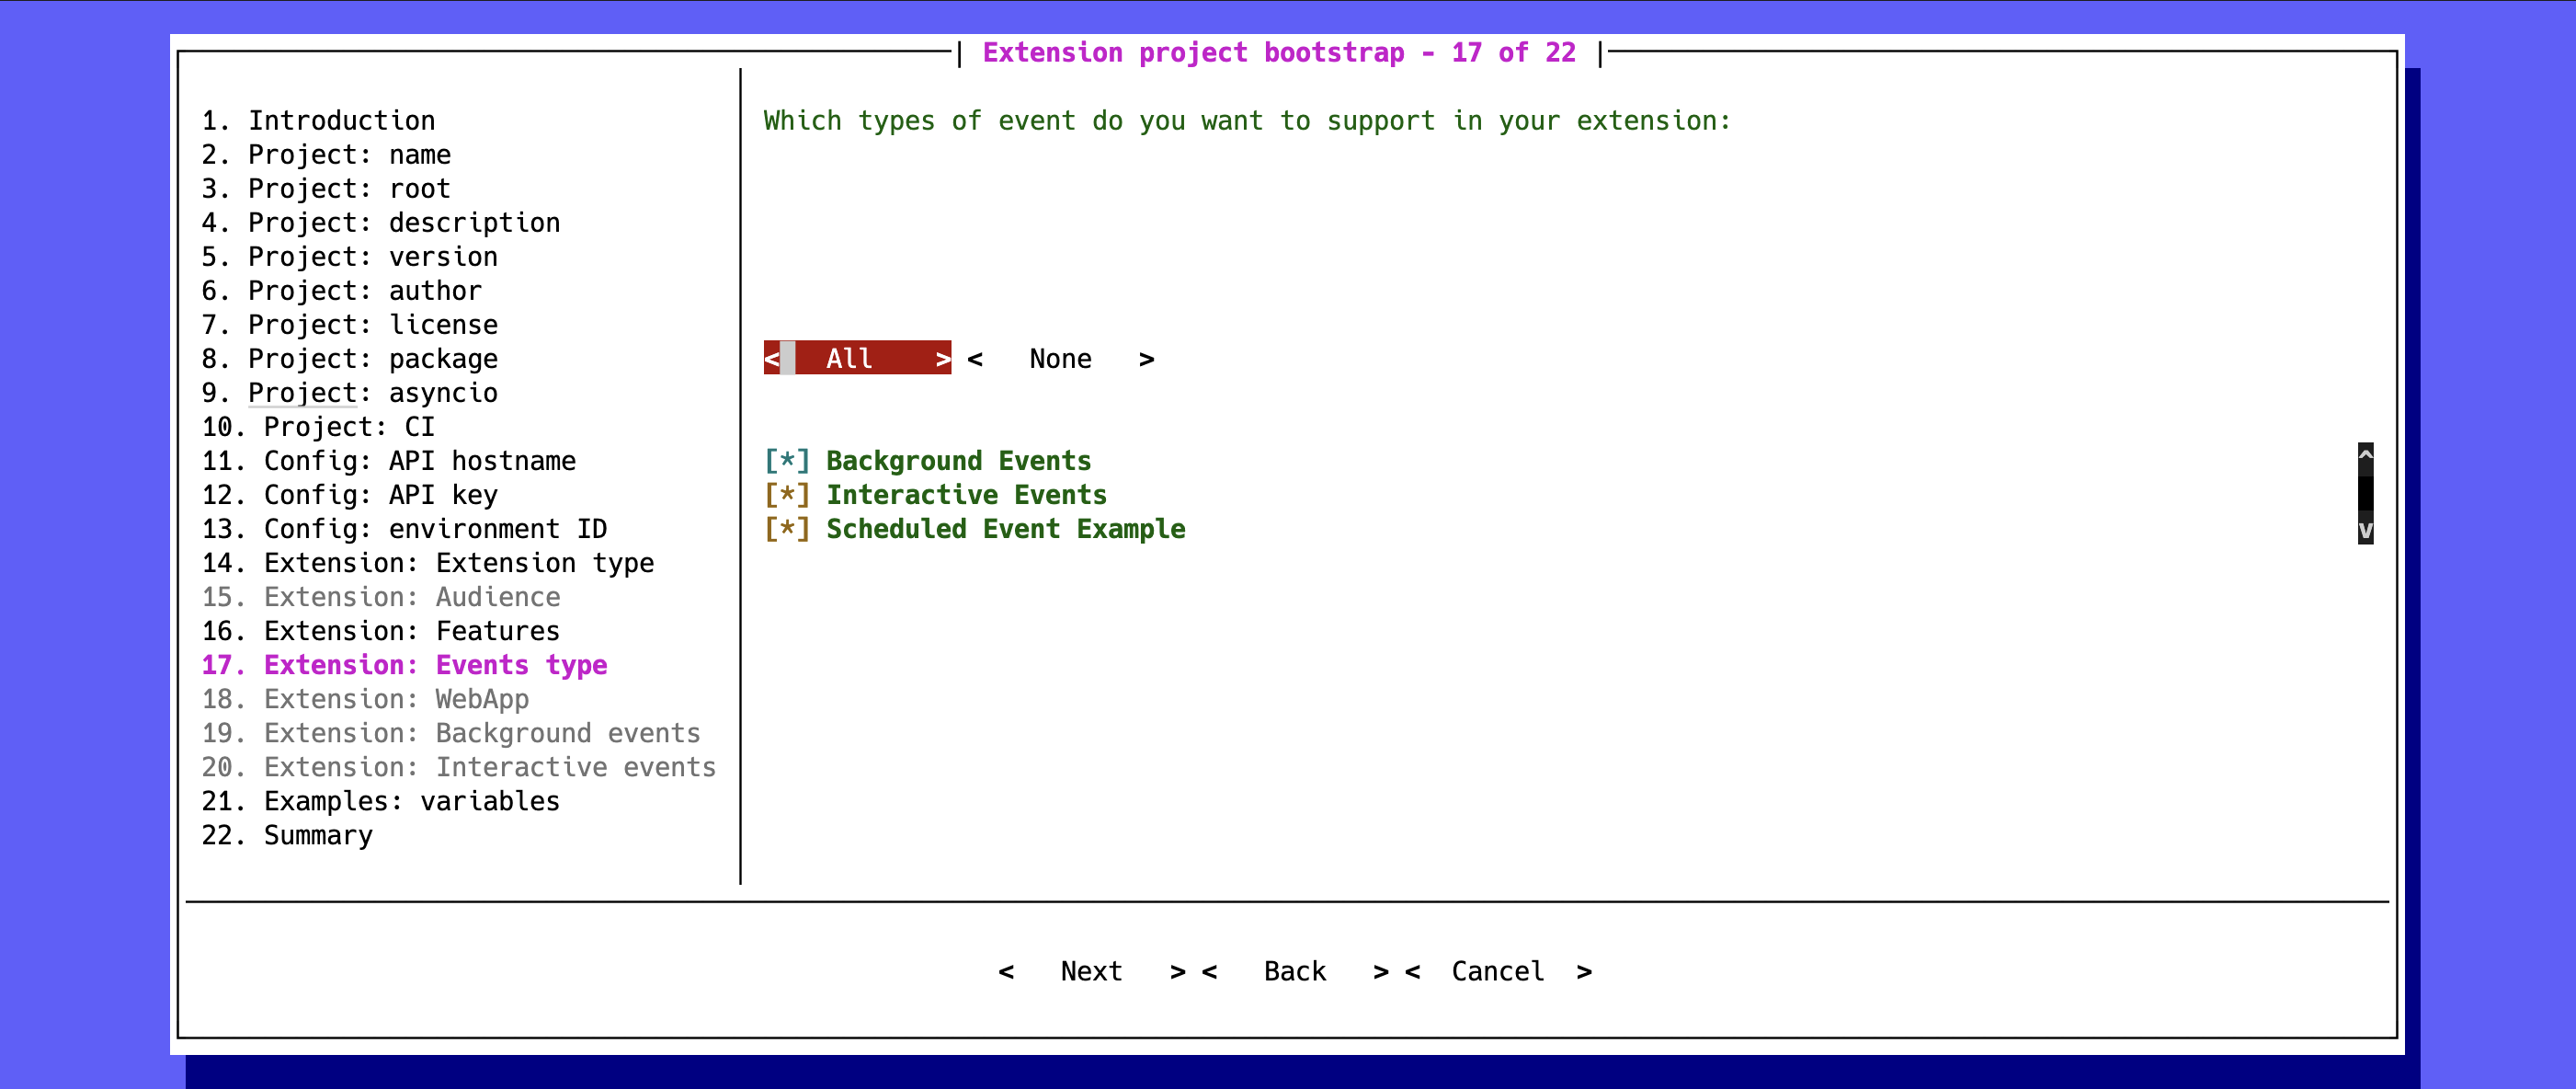 Extension project bootstrap - 17 of 22
1. Introduction
2. Project: name
3. Project: root
4. Project: description
5. Project: version
6. Project: author
7. Project: license
8. Project: package
9. Project: asyncio
10. Project: CI
11. Config: API hostname
12. Config: API key
13. Config: environment ID
14. Extension: Extension type
15. Extension: Audience
16. Extension: Features
17. Extension: Events type
18. Extension: WebApp
19. Extension: Background events
20. Extension: Interactive events
21. Examples: variables
22. Summary
Which types of event do you want to support in your extension:
< All > < None >
[*] Background Events
[*] Interactive Events
[*] Scheduled Event Example
^
v
< Next > < Back > < Cancel >